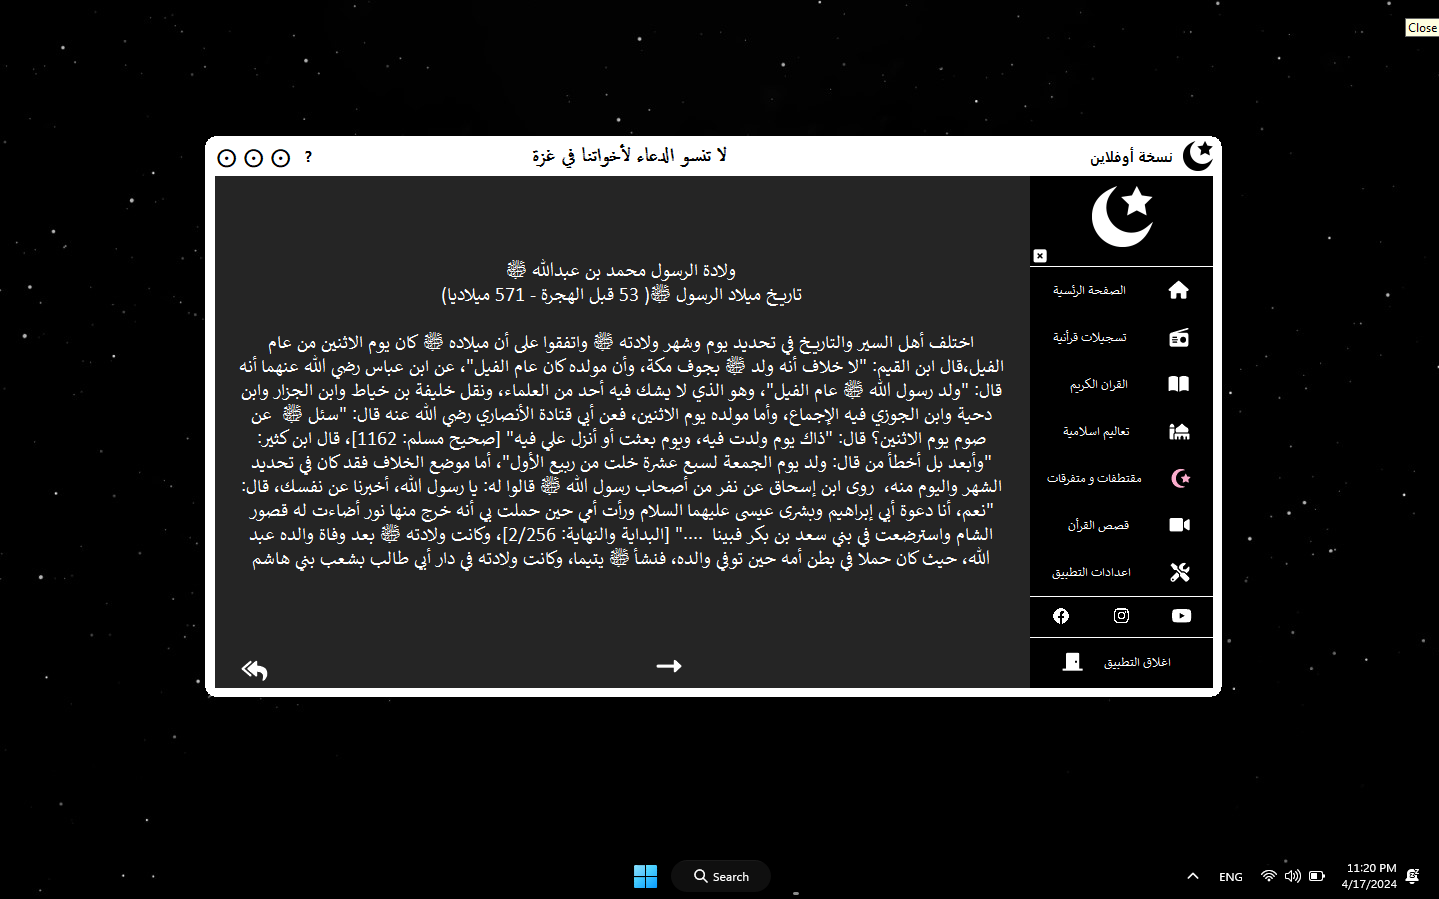 Close
نسخة أوفلاين
لا تنسو الدعاء لأخواتنا في غزة
?
ولادة الرسول محمد بن عبدالله ﷺ
تاريخ ميلاد الرسول ﷺ( 53 قبل الهجرة - 571 ميلاديا)
اختلف أهل السير والتاريخ في تحديد يوم وشهر ولادته ﷺ واتفقوا على أن ميلاده ﷺ كان يوم الاثنين من عام
الفيل،قال ابن القيم: "لا خلاف أنه ولد ﷺ بجوف مكة، وأن مولده كان عام الفيل"، عن ابن عباس رضي الله عنهما أنه
قال: "ولد رسول الله ﷺ عام الفيل"، وهو الذي لا يشك فيه أحد من العلماء، ونقل خليفة بن خياط وابن الجزار وابن
دحية وابن الجوزي فيه الإجماع، وأما مولده يوم الاثنين، فعن أبي قتادة الأنصاري رضي الله عنه قال: "سئل ﷺ عن
صوم يوم الاثنين؟ قال: "ذاك يوم ولدت فيه، ويوم بعثت أو أنزل علي فيه" [صحيح مسلم: 1162]، قال ابن كثير:
"وأبعد بل أخطأ من قال: ولد يوم الجمعة لسبع عشرة خلت من ربيع الأول"، أما موضع الخلاف فقد كان في تحديد
الشهر واليوم منه، روى ابن إسحاق عن نفر من أصحاب رسول الله ﷺ قالوا له: يا رسول الله، أخبرنا عن نفسك، قال:
"نعم، أنا دعوة أبي إبراهيم وبشرى عيسى عليهما السلام ورأت أمي حين حملت بي أنه خرج منها نور أضاءت له قصور
الشام واسترضعت في بني سعد بن بكر فبينا ...." [البداية والنهاية: 2/256]، وكانت ولادته ﷺ بعد وفاة والده عبد
الله، حيث كان حملا في بطن أمه حين توفي والده، فنشأ ﷺ يتيما، وكانت ولادته في دار أبي طالب بشعب بني هاشم
الصفحة الرئسية
تسجيلات قرأنية
القران الكريم
تعاليم اسلامية
مقتطفات و متفرقات
قصص القرأن
اعدادات التطبيق
اغلاق التطبيق
Search
ENG
11:20 PM
4/17/2024